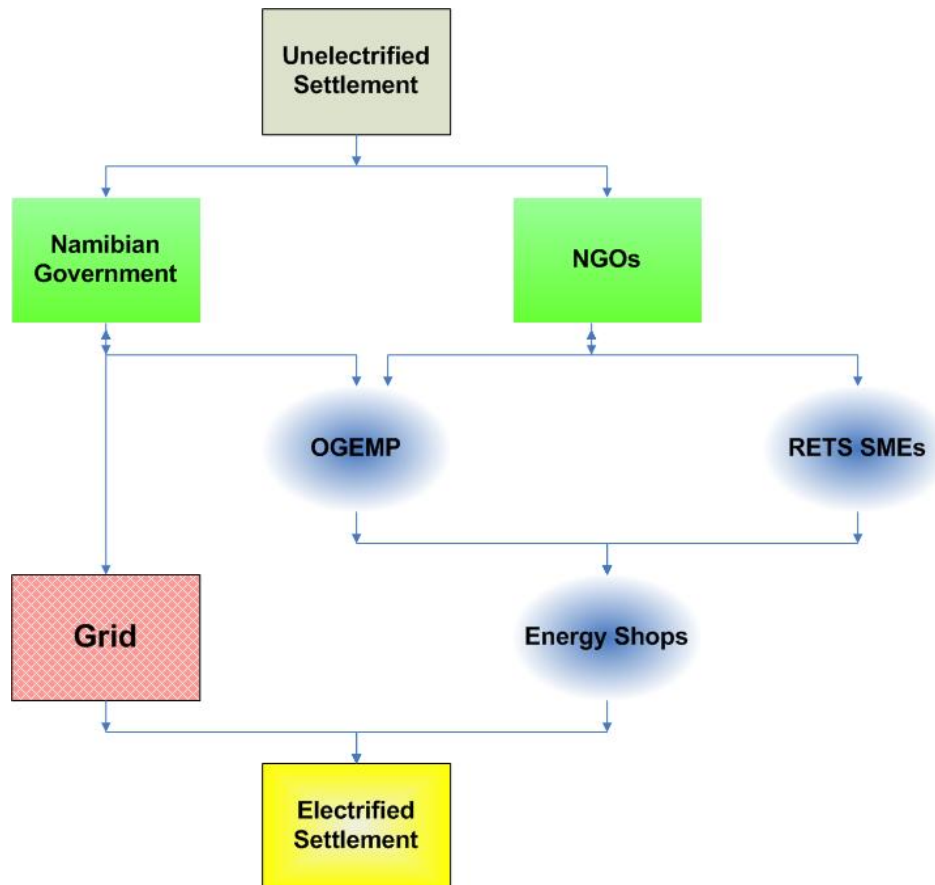 Unelectrified
Settlement
Namibian
Government
NGOs
OGEMP
RETS SMEs
Grid
Energy Shops
Electrified
Settlement